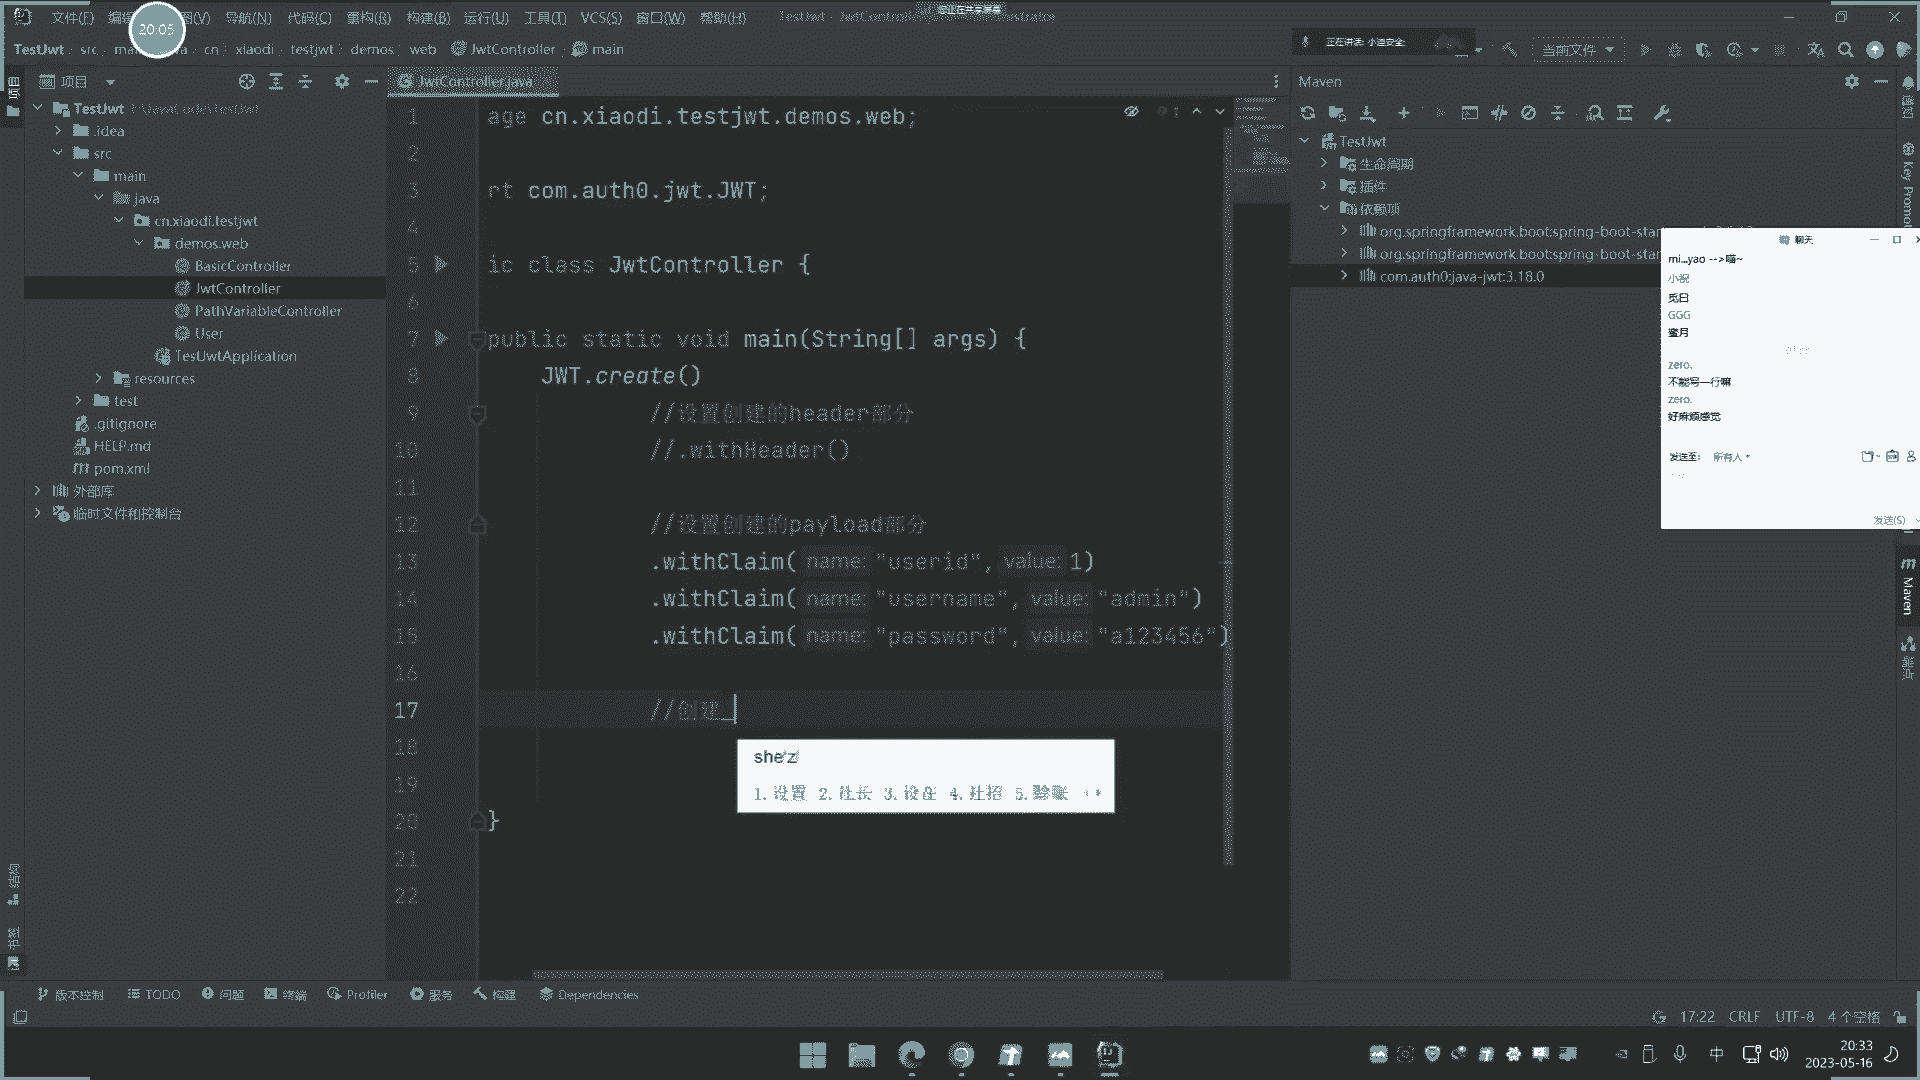 文件(F) 编辑 图(V) 导航(N) 代码(C) 重构(R) 构建(B) 运行(U) 工具(T) VCS(S) 窗口(W) 帮助(H)
20:05
TestJwt src cn xiaodi testjwt demos web JwtController main
正在讲话: 小迪安全;
当前文件
项目
JwtController.java
Maven
TestJwt
.idea
src
main
java
cn.xiaodi.testjwt
demos.web
BasicController
JwtController
PathVariableController
User
resources
test
.gitignore
HELP.md
pom.xml
外部库
临时文件和控制台
1 age cn.xiaodi.testjwt.demos.web;
2
3 rt com.auth0.jwt.JWT;
4
5 ic class JwtController {
6
7 public static void main(String[] args) {
8 JWT.create()
9 //设置创建的header部分
10 //.withHeader()
11
12 //设置创建的payload部分
13 .withClaim( name: "userid", value: 1)
14 .withClaim( name: "username", value: "admin")
15 .withClaim( name: "password", value: "a123456")
16
17 //创建
18
19
20 }
21
22
she'z
1.设置 2.社长 3.设在 4.社招 5.赊账
TestJwt
生命周期
插件
依赖项
org.springframework.boot:spring-boot-star
org.springframework.boot:spring-boot-star
com.auth0:java-jwt:3.18.0
聊天
mi...yao -->喵~
小祝
觅曰
GGG
蜜月
zero.
不能写一行嘛
zero.
好麻烦感觉
发送至: 所有人
发送(S)
Maven
结构
书签
版本控制 TODO 问题 终端 Profiler 服务 构建 Dependencies
17:22 CRLF UTF-8 4 个空格
中
20:33
2023-05-16